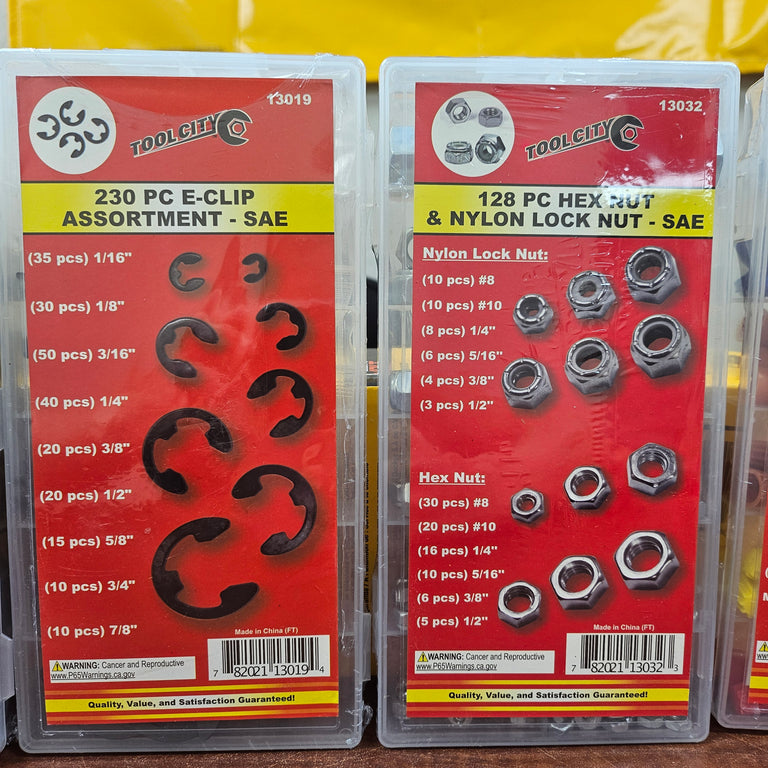 13019
TOOL CITY
230 PC E-CLIP
ASSORTMENT - SAE
(35 pcs) 1/16"
(30 pcs) 1/8"
(50 pcs) 3/16"
(40 pcs) 1/4"
(20 pcs) 3/8"
(20 pcs) 1/2"
(15 pcs) 5/8"
(10 pcs) 3/4"
(10 pcs) 7/8"
Made in China (FT)
WARNING: Cancer and Reproductive
www.P65Warnings.ca.gov
7 82021 13019 4
Quality, Value, and Satisfaction Guaranteed!
13032
TOOL CITY
128 PC HEX NUT
& NYLON LOCK NUT - SAE
Nylon Lock Nut:
(10 pcs) #8
(10 pcs) #10
(8 pcs) 1/4"
(6 pcs) 5/16"
(4 pcs) 3/8"
(3 pcs) 1/2"
Hex Nut:
(30 pcs) #8
(20 pcs) #10
(16 pcs) 1/4"
(10 pcs) 5/16"
(6 pcs) 3/8"
(5 pcs) 1/2"
Made in China (FT)
WARNING: Cancer and Reproductive
www.P65Warnings.ca.gov
7 82021 13032 3
Quality, Value, and Satisfaction Guaranteed!